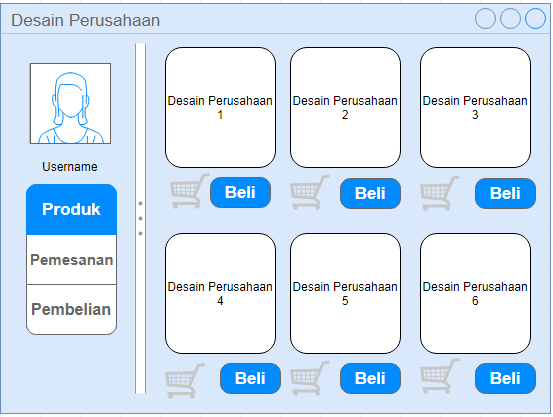 Desain Perusahaan
Username
Produk
Pemesanan
Pembelian
Desain Perusahaan
1
Desain Perusahaan
2
Desain Perusahaan
3
Beli
Beli
Beli
Desain Perusahaan
4
Desain Perusahaan
5
Desain Perusahaan
6
Beli
Beli
Beli